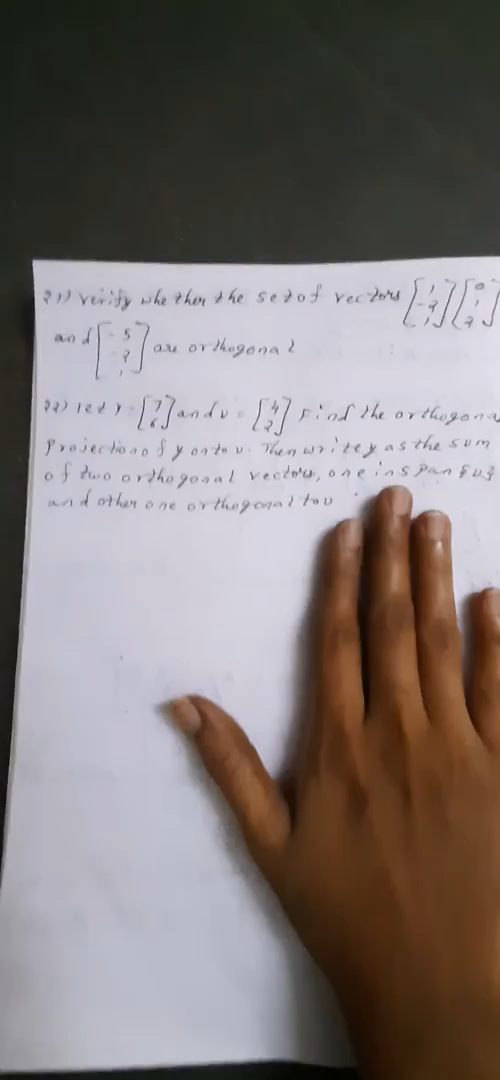 21) verify whether the set of vectors [1 -2 1] [0 1 2]
and [-5 -2 1] are orthogonal
22) let y = [7 6] and u = [4 2] Find the orthogonal
projection of y onto u. Then write y as the sum
of two orthogonal vectors, one in span {u}
and other one orthogonal to u